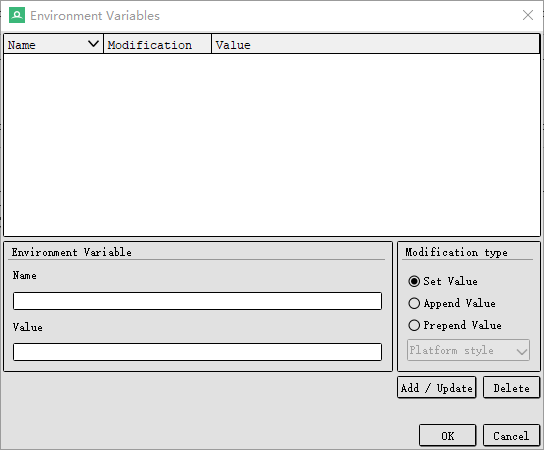 Environment Variables
Name Modification Value
Environment Variable
Name
Value
Modification type
Set Value
Append Value
Prepend Value
Platform style
Add / Update Delete
OK Cancel